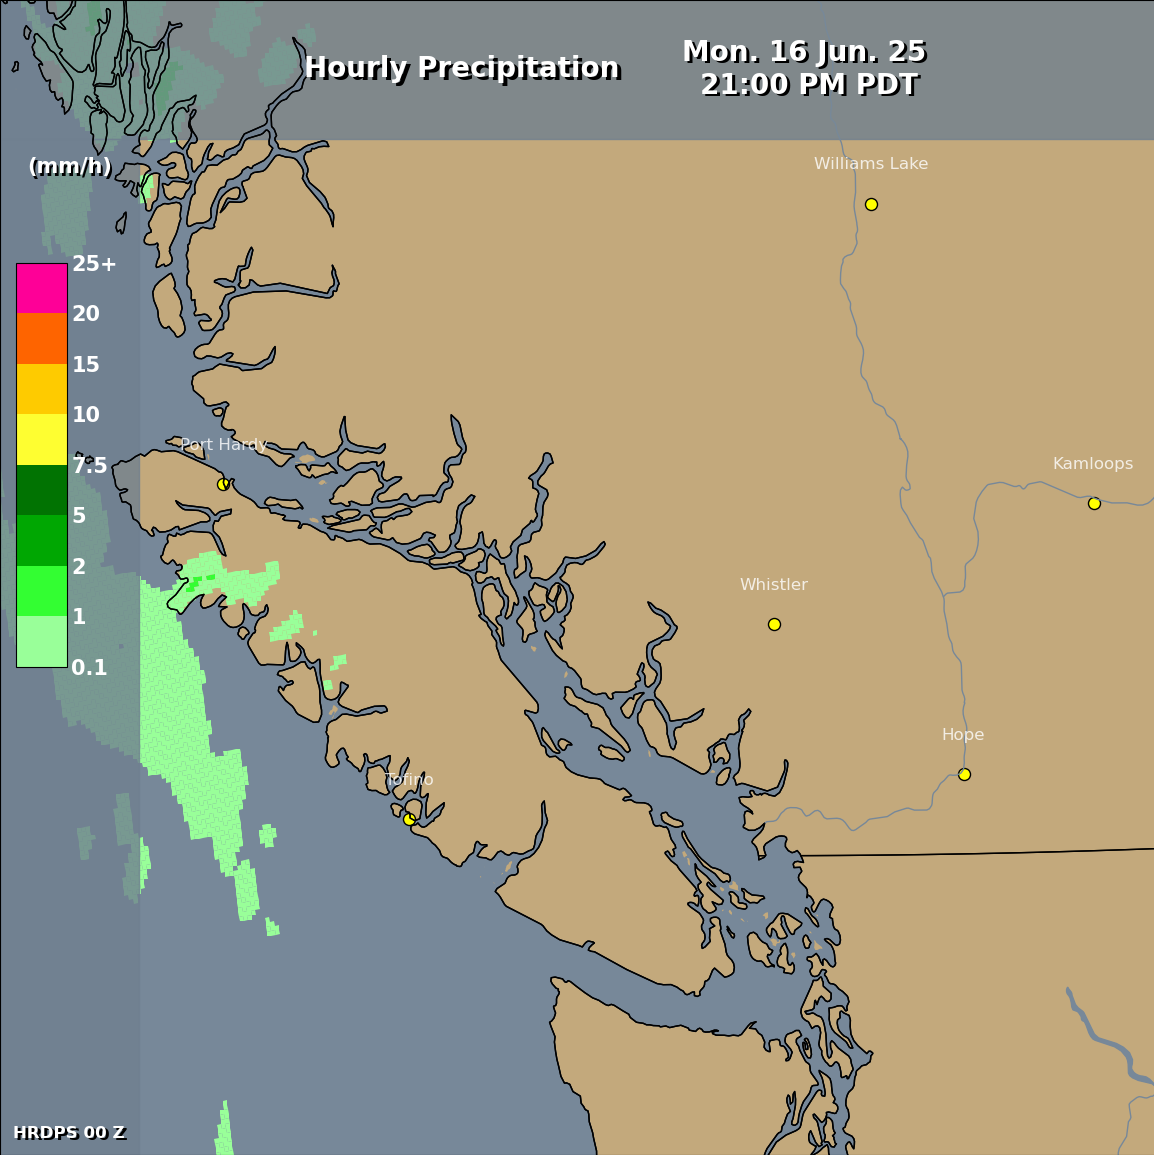 Hourly Precipitation
Mon. 16 Jun. 25
21:00 PM PDT
(mm/h)
Williams Lake
25+
20
15
10
7.5
5
2
1
0.1
Port Hardy
Kamloops
Whistler
Hope
Tofino
HRDPS 00 Z